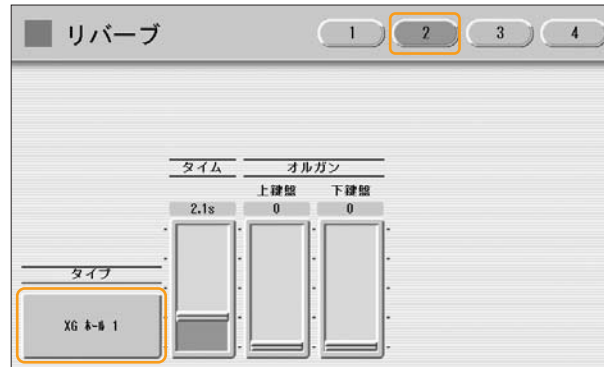 リバーブ
1 2 3 4
タイム オルガン
上鍵盤 下鍵盤
2.1s 0 0
タイプ
XG ﾎｰﾙ 1